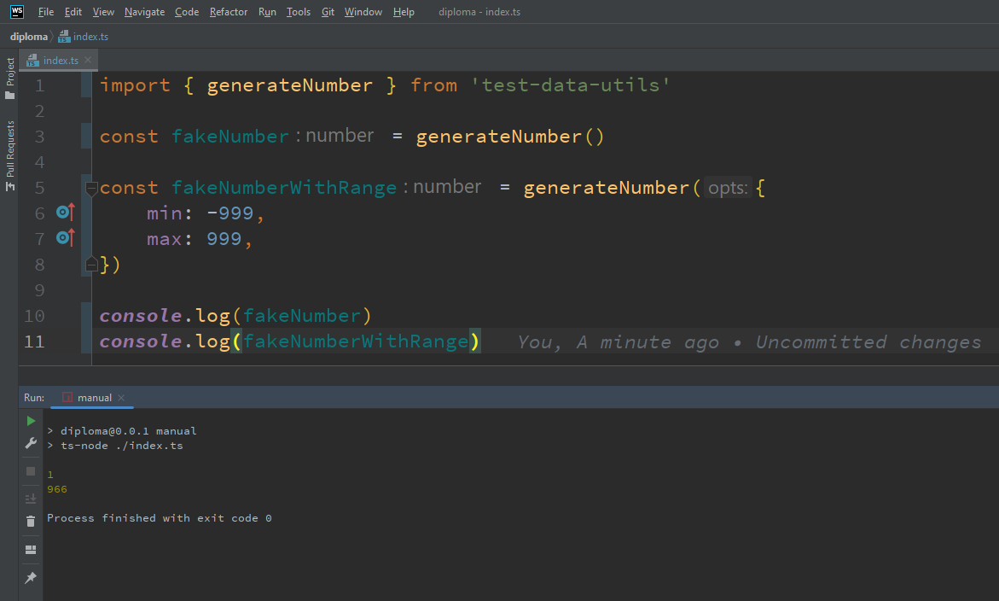 WS File Edit View Navigate Code Refactor Run Tools Git Window Help diploma - index.ts
diploma index.ts
Project
Pull Requests
index.ts
1 import { generateNumber } from 'test-data-utils'
2
3 const fakeNumber : number = generateNumber()
4
5 const fakeNumberWithRange : number = generateNumber( opts: {
6 min: -999,
7 max: 999,
8 })
9
10 console.log(fakeNumber)
11 console.log(fakeNumberWithRange) You, A minute ago • Uncommitted changes
Run: manual
> diploma@0.0.1 manual
> ts-node ./index.ts
1
966
Process finished with exit code 0